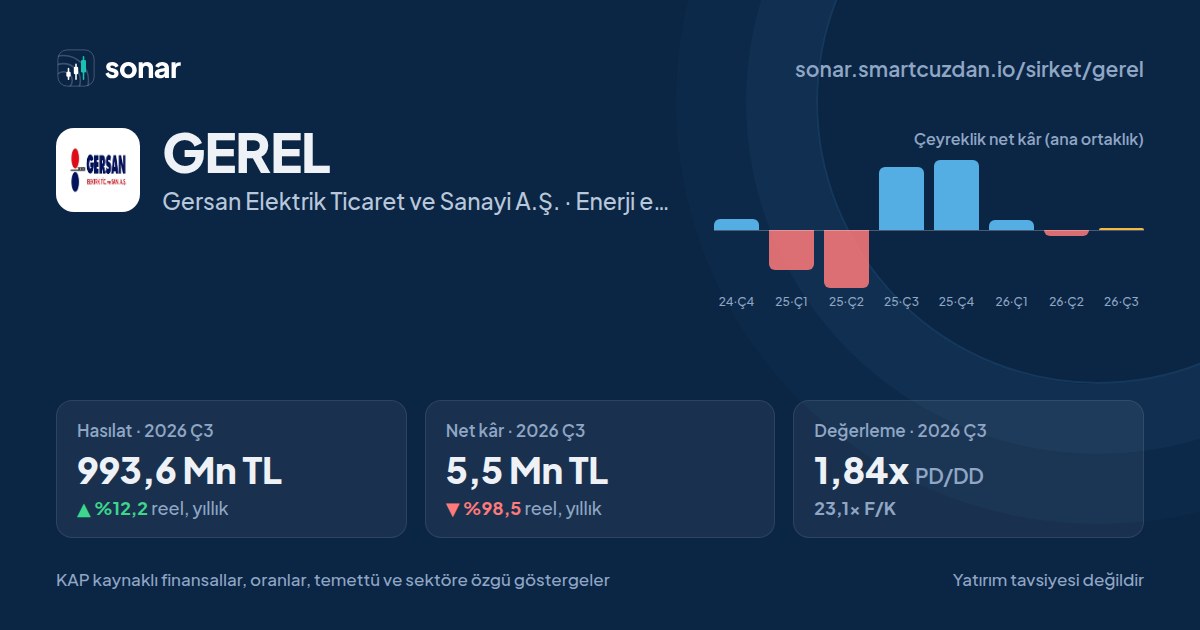 sonar
sonar.smartcuzdan.io/sirket/gerel
GERSAN
GEREL
Gersan Elektrik Ticaret ve Sanayi A.Ş. · Enerji e...
Çeyreklik net kâr (ana ortaklık)
24·Ç4 25·Ç1 25·Ç2 25·Ç3 25·Ç4 26·Ç1 26·Ç2 26·Ç3
Hasılat · 2026 Ç3
993,6 Mn TL
▲ %12,2 reel, yıllık
Net kâr · 2026 Ç3
5,5 Mn TL
▼ %98,5 reel, yıllık
Değerleme · 2026 Ç3
1,84x PD/DD
23,1x F/K
KAP kaynaklı finansallar, oranlar, temettü ve sektöre özgü göstergeler
Yatırım tavsiyesi değildir